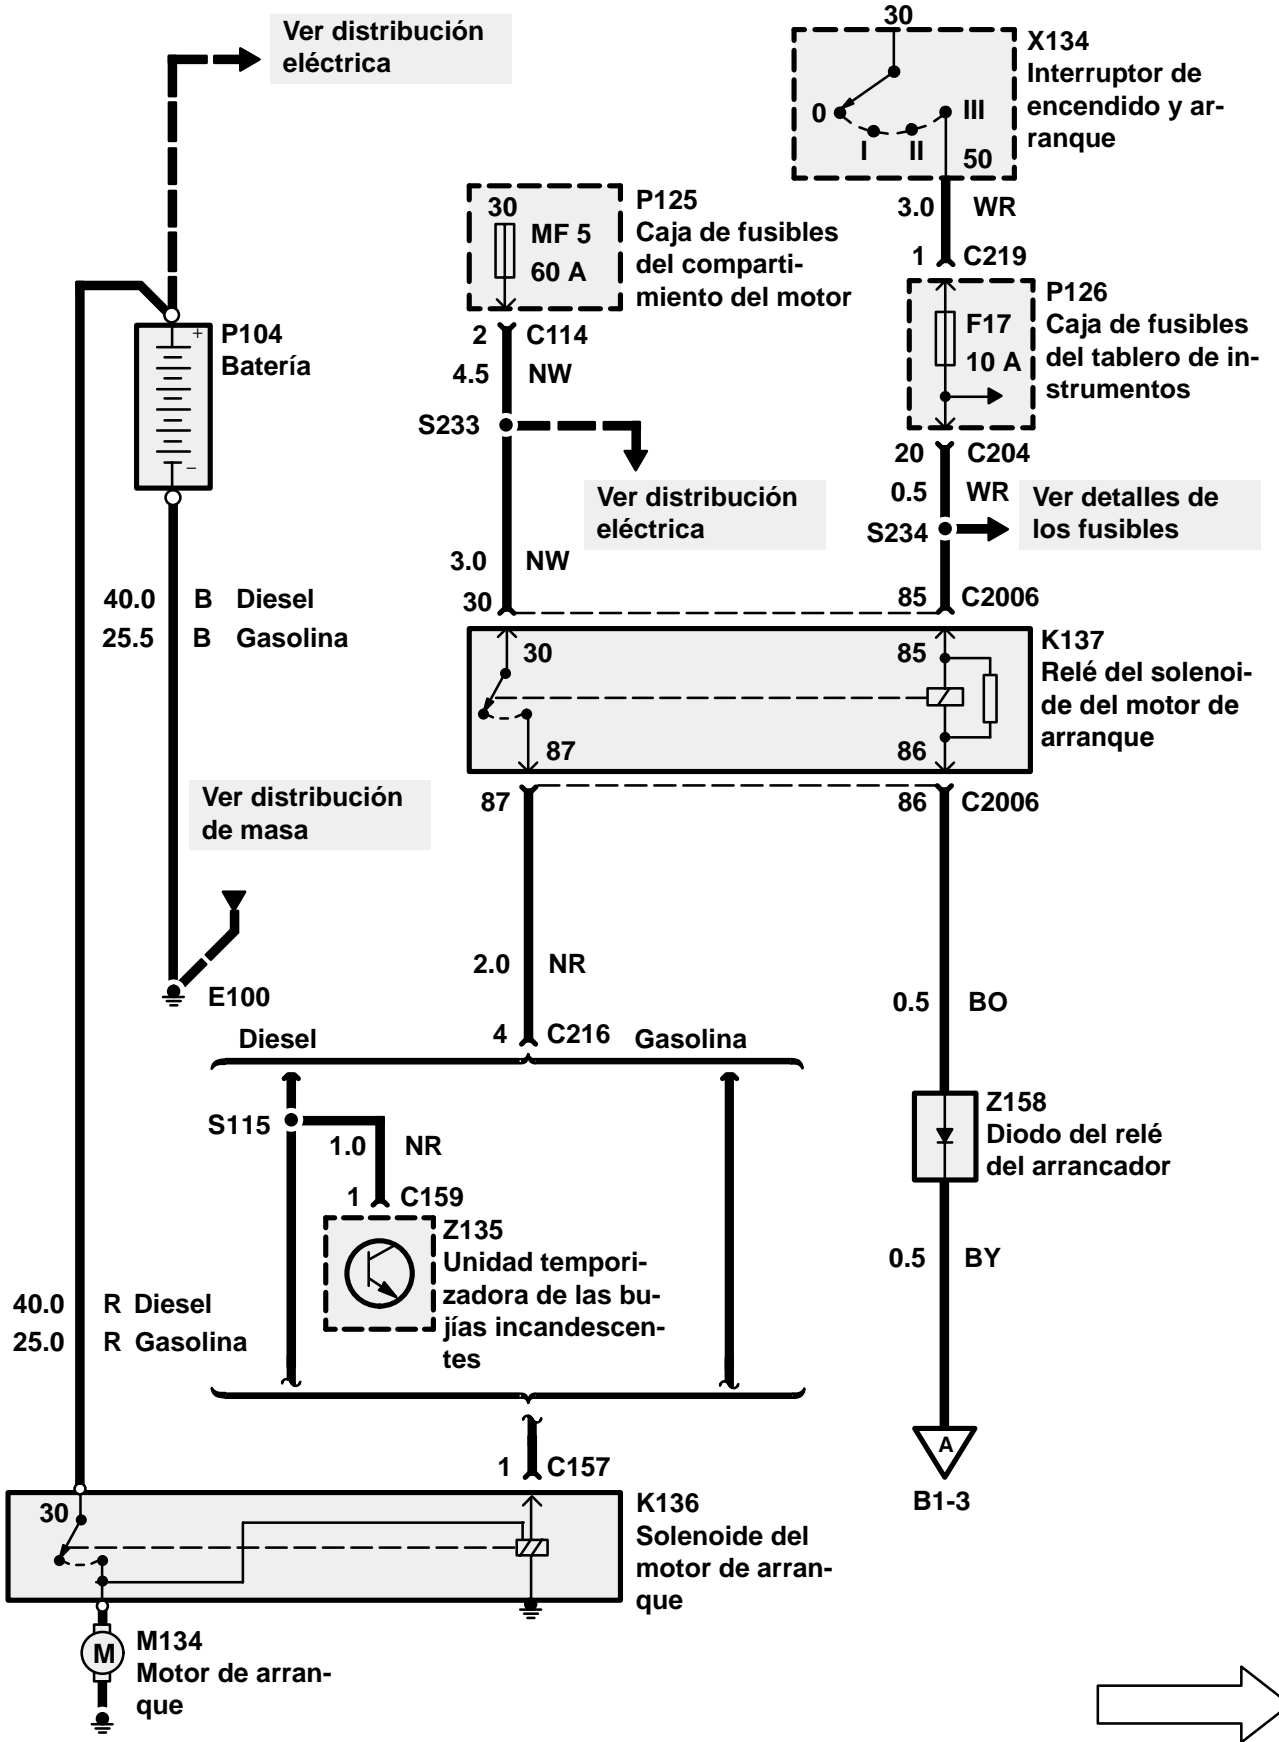 Ver distribución
eléctrica
30
X134
Interruptor de
encendido y ar-
ranque
0
I
II
III
50
3.0 WR
1 C219
P125
Caja de fusibles
del comparti-
miento del motor
30
MF 5
60 A
2 C114
4.5 NW
S233
Ver distribución
eléctrica
3.0 NW
30
P126
Caja de fusibles
del tablero de in-
strumentos
F17
10 A
20 C204
0.5 WR
S234
Ver detalles de
los fusibles
85 C2006
P104
Batería
+
−
40.0 B Diesel
25.5 B Gasolina
K137
Relé del solenoi-
de del motor de
arranque
30
85
87
86
87
86 C2006
Ver distribución
de masa
E100
2.0 NR
4 C216
Diesel
Gasolina
S115
1.0 NR
1 C159
Z135
Unidad tempori-
zadora de las bu-
jías incandescen-
tes
0.5 BO
Z158
Diodo del relé
del arrancador
0.5 BY
A
B1-3
40.0 R Diesel
25.0 R Gasolina
1 C157
30
K136
Solenoide del
motor de arran-
que
M
M134
Motor de arran-
que